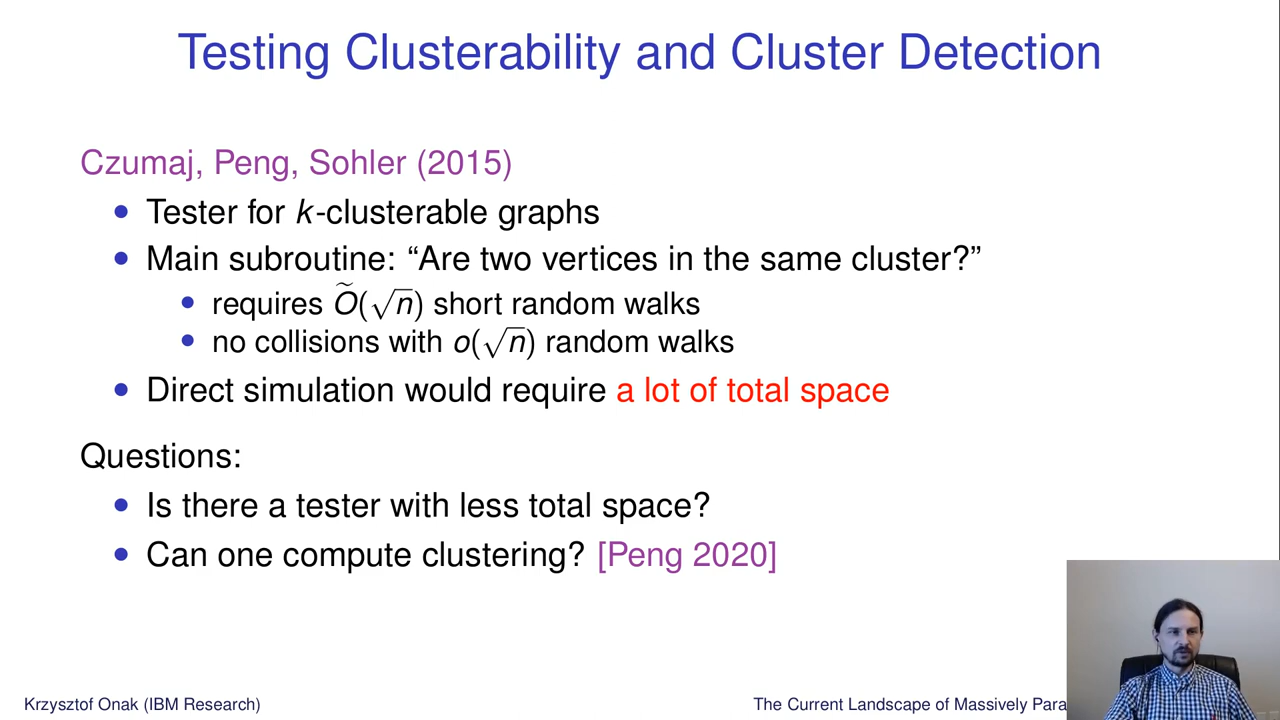 Testing Clusterability and Cluster Detection
Czumaj, Peng, Sohler (2015)
• Tester for k-clusterable graphs
• Main subroutine: “Are two vertices in the same cluster?”
• requires Õ(√n) short random walks
• no collisions with o(√n) random walks
• Direct simulation would require a lot of total space
Questions:
• Is there a tester with less total space?
• Can one compute clustering? [Peng 2020]
Krzysztof Onak (IBM Research)
The Current Landscape of Massively Para